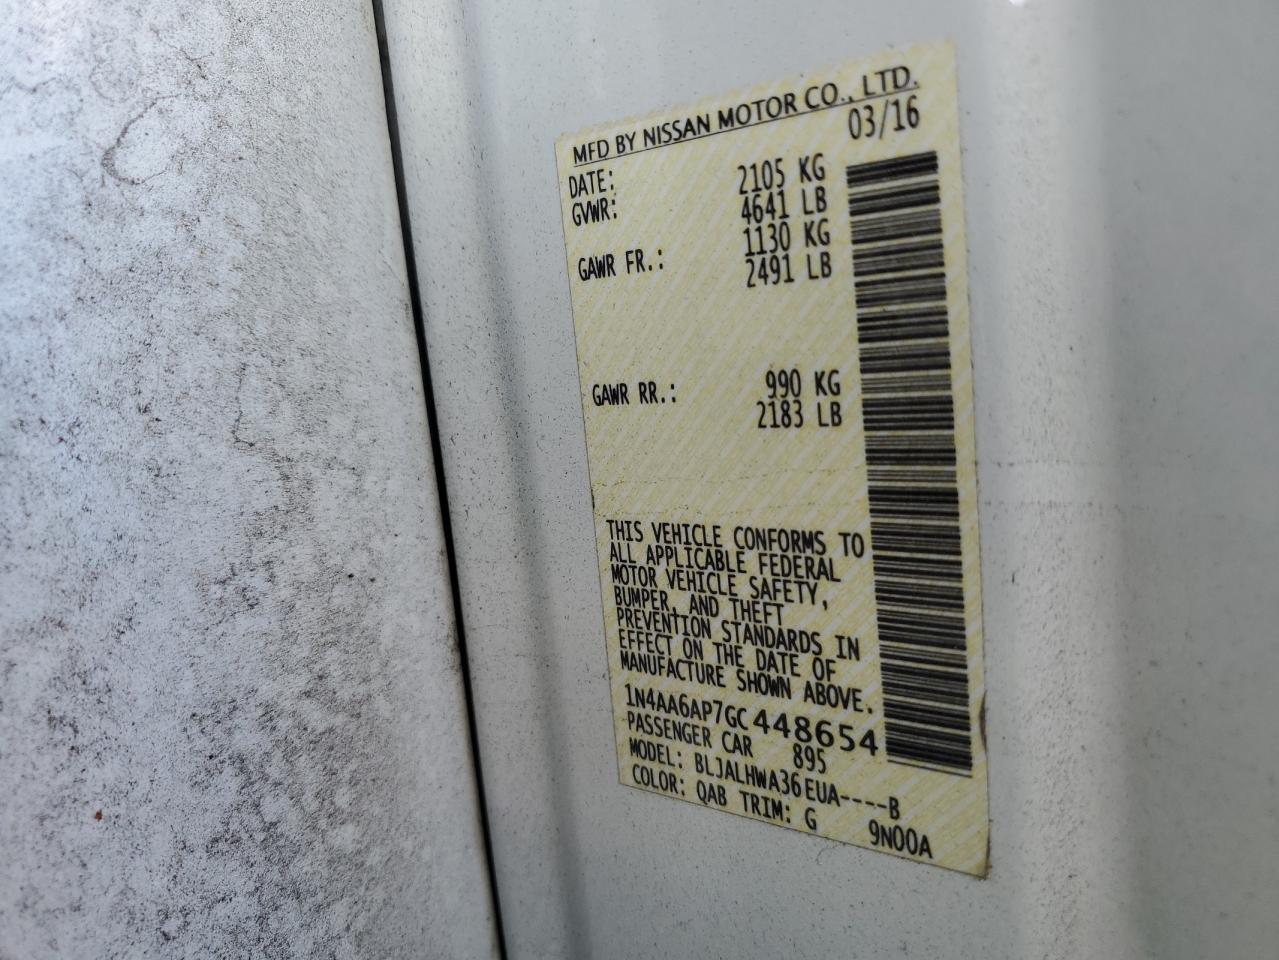 MFD BY NISSAN MOTOR CO., LTD.
DATE: 03/16
GVWR: 2105 KG
4641 LB
GAWR FR.: 1130 KG
2491 LB
GAWR RR.: 990 KG
2183 LB
THIS VEHICLE CONFORMS TO
ALL APPLICABLE FEDERAL
MOTOR VEHICLE SAFETY,
BUMPER, AND THEFT
PREVENTION STANDARDS IN
EFFECT ON THE DATE OF
MANUFACTURE SHOWN ABOVE.
1N4AA6AP7GC448654
PASSENGER CAR 895
MODEL: BLJALHWA36EUA----B
COLOR: QAB TRIM: G 9N00A